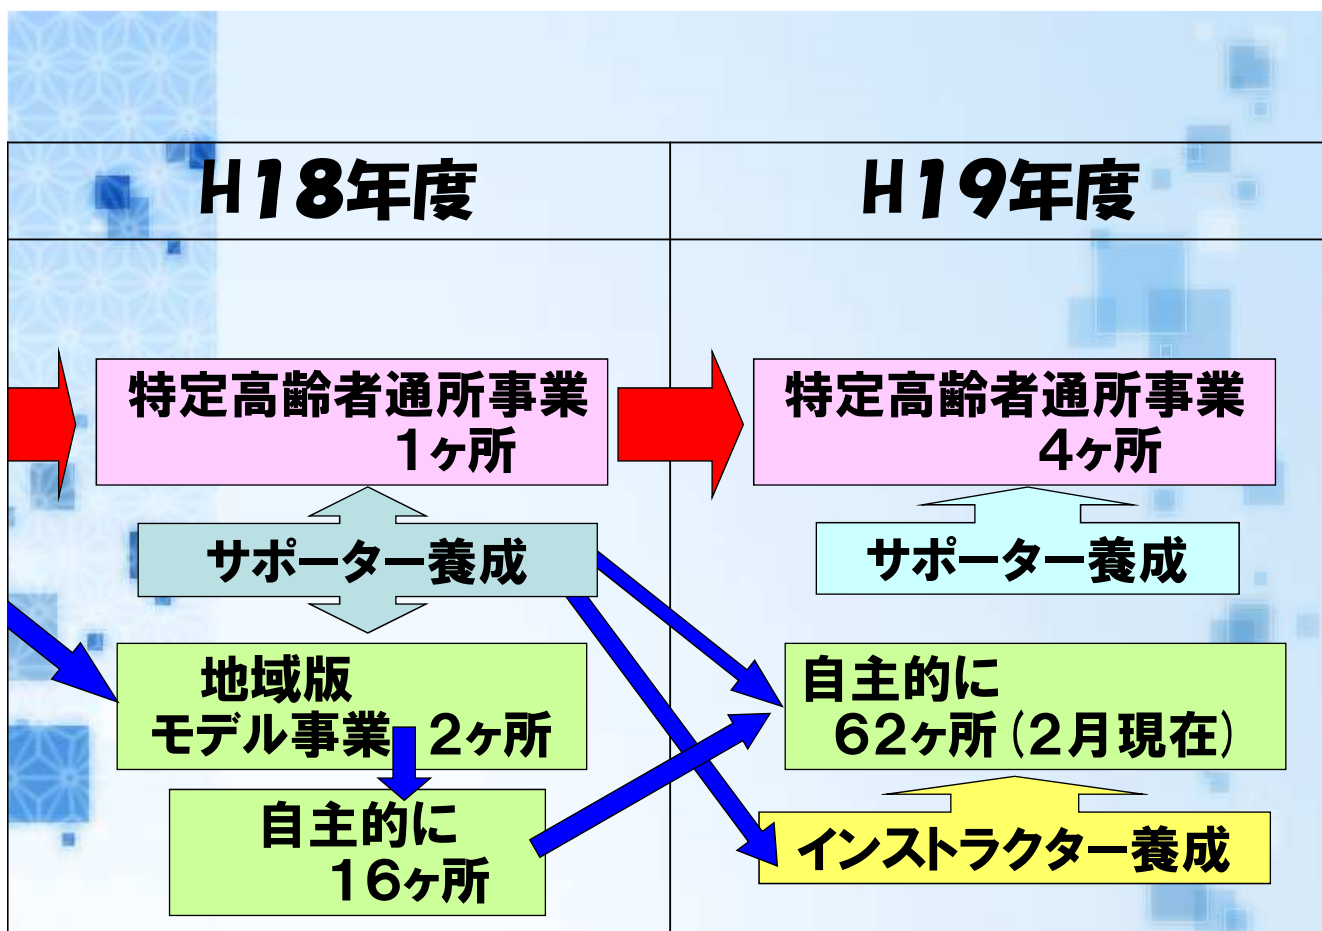 H18年度
H19年度
特定高齢者通所事業
1ヶ所
特定高齢者通所事業
4ヶ所
サポーター養成
サポーター養成
地域版
モデル事業 2ヶ所
自主的に
62ヶ所(2月現在)
自主的に
16ヶ所
インストラクター養成